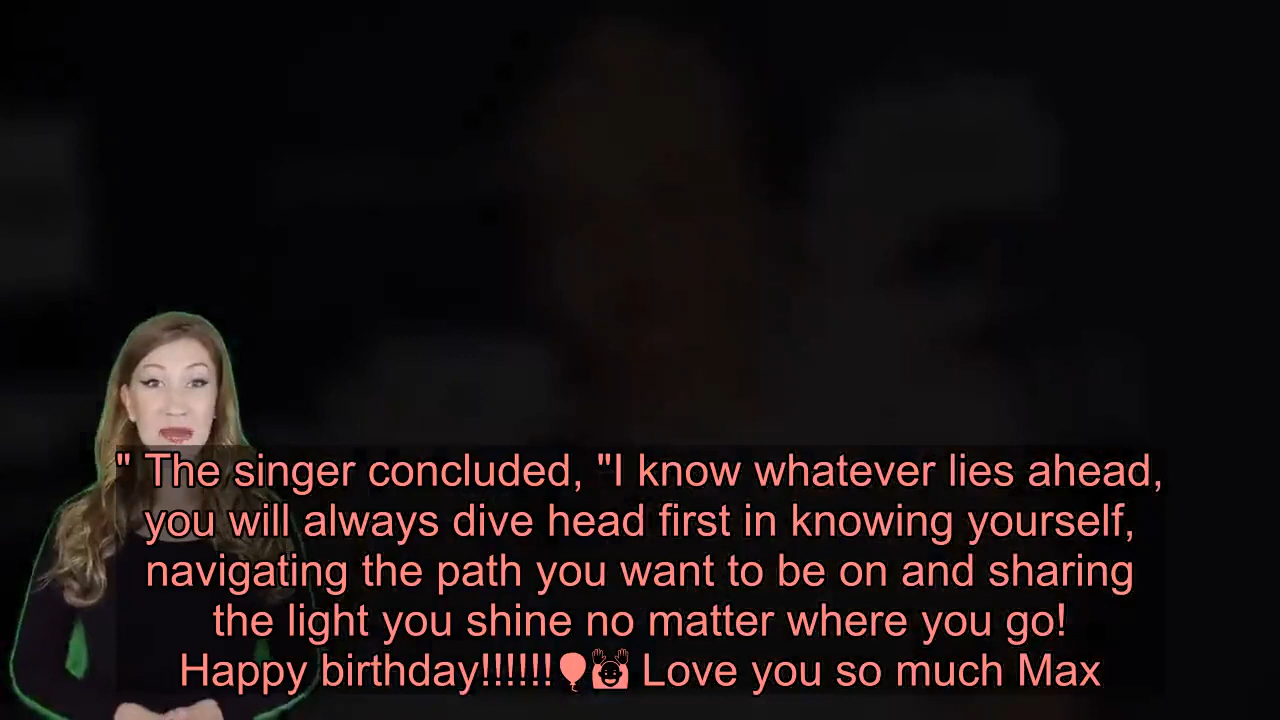 " The singer concluded, "I know whatever lies ahead,
you will always dive head first in knowing yourself,
navigating the path you want to be on and sharing
the light you shine no matter where you go!
Happy birthday!!!!!!🎈🙌 Love you so much Max